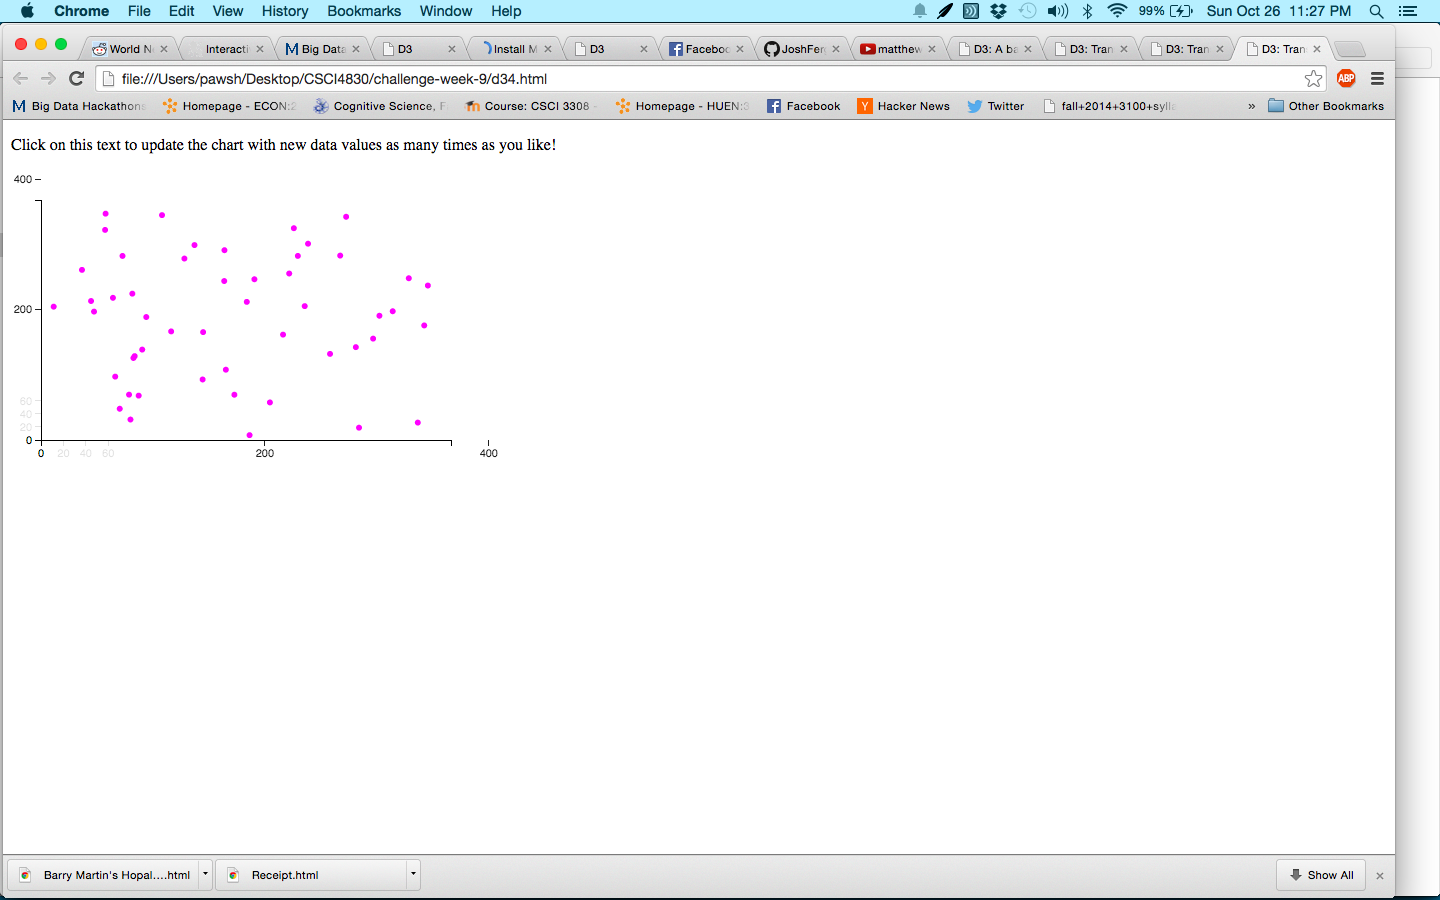 Chrome File Edit View History Bookmarks Window Help 99% Sun Oct 26 11:27 PM
World N Interacti Big Data D3 Install M D3 Faceboo JoshFen matthew D3: A ba D3: Tran D3: Tran D3: Tran
file:///Users/pawsh/Desktop/CSCI4830/challenge-week-9/d34.html ABP
Big Data Hackathons Homepage - ECON:2 Cognitive Science, F Course: CSCI 3308 - Homepage - HUEN:3 Facebook Hacker News Twitter fall+2014+3100+sylla » Other Bookmarks
Click on this text to update the chart with new data values as many times as you like!
400
200
60
40
20
0
0 20 40 60 200 400
Barry Martin's Hopal....html Receipt.html Show All